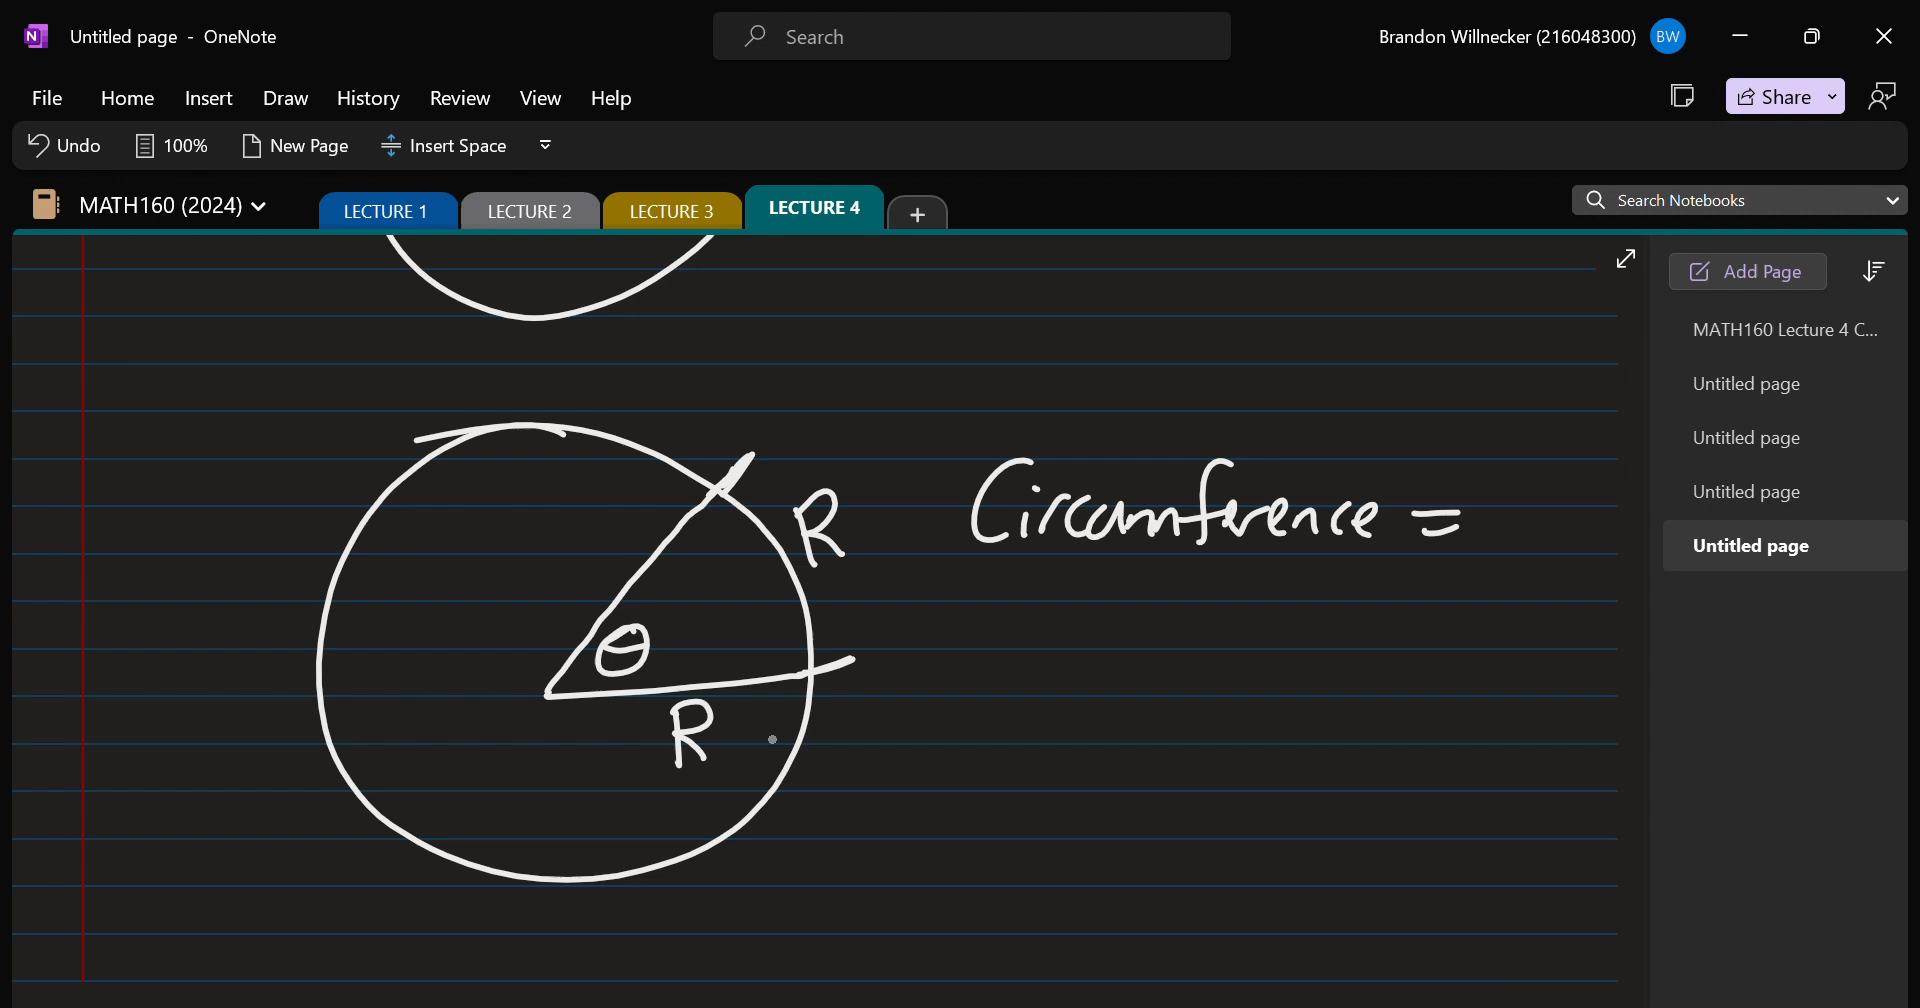 Untitled page - OneNote
Search
Brandon Willnecker (216048300)
BW
File Home Insert Draw History Review View Help
Share
Undo 100% New Page Insert Space
MATH160 (2024)
LECTURE 1
LECTURE 2
LECTURE 3
LECTURE 4
+
Search Notebooks
Add Page
MATH160 Lecture 4 C...
Untitled page
Untitled page
Untitled page
Untitled page
R
Circumference =
θ
R